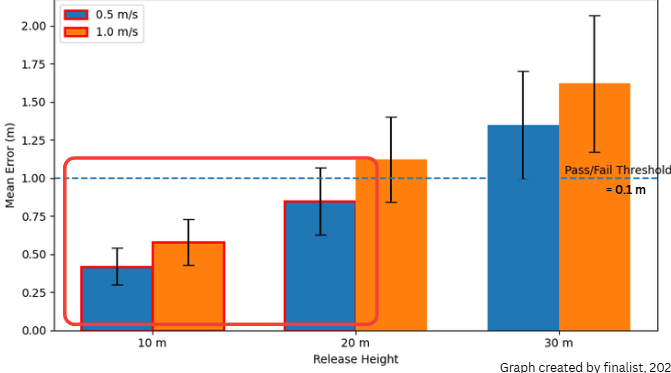 2.00
1.75
1.50
1.25
1.00
0.75
0.50
0.25
0.00
Mean Error (m)
0.5 m/s
1.0 m/s
Pass/Fail Threshold
= 0.1 m
10 m
20 m
30 m
Release Height
Graph created by finalist, 202